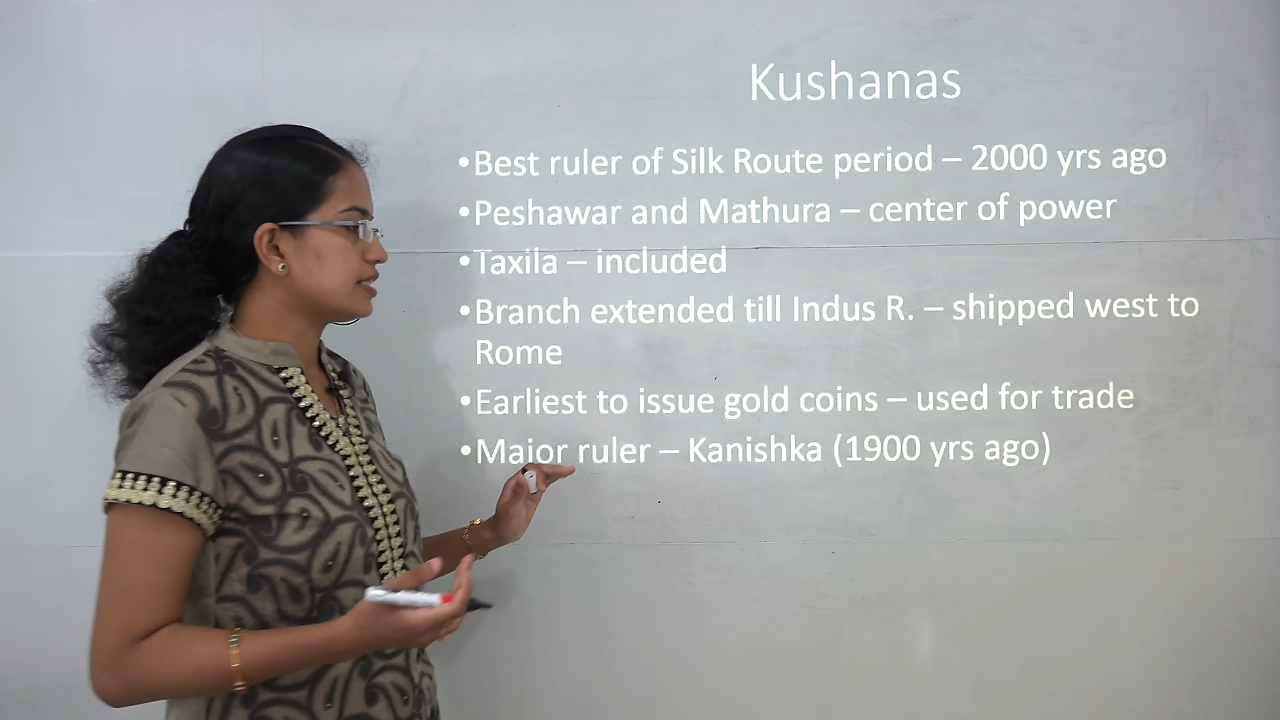 Kushanas
•Best ruler of Silk Route period – 2000 yrs ago
•Peshawar and Mathura – center of power
•Taxila – included
•Branch extended till Indus R. – shipped west to
Rome
•Earliest to issue gold coins – used for trade
•Major ruler – Kanishka (1900 yrs ago)